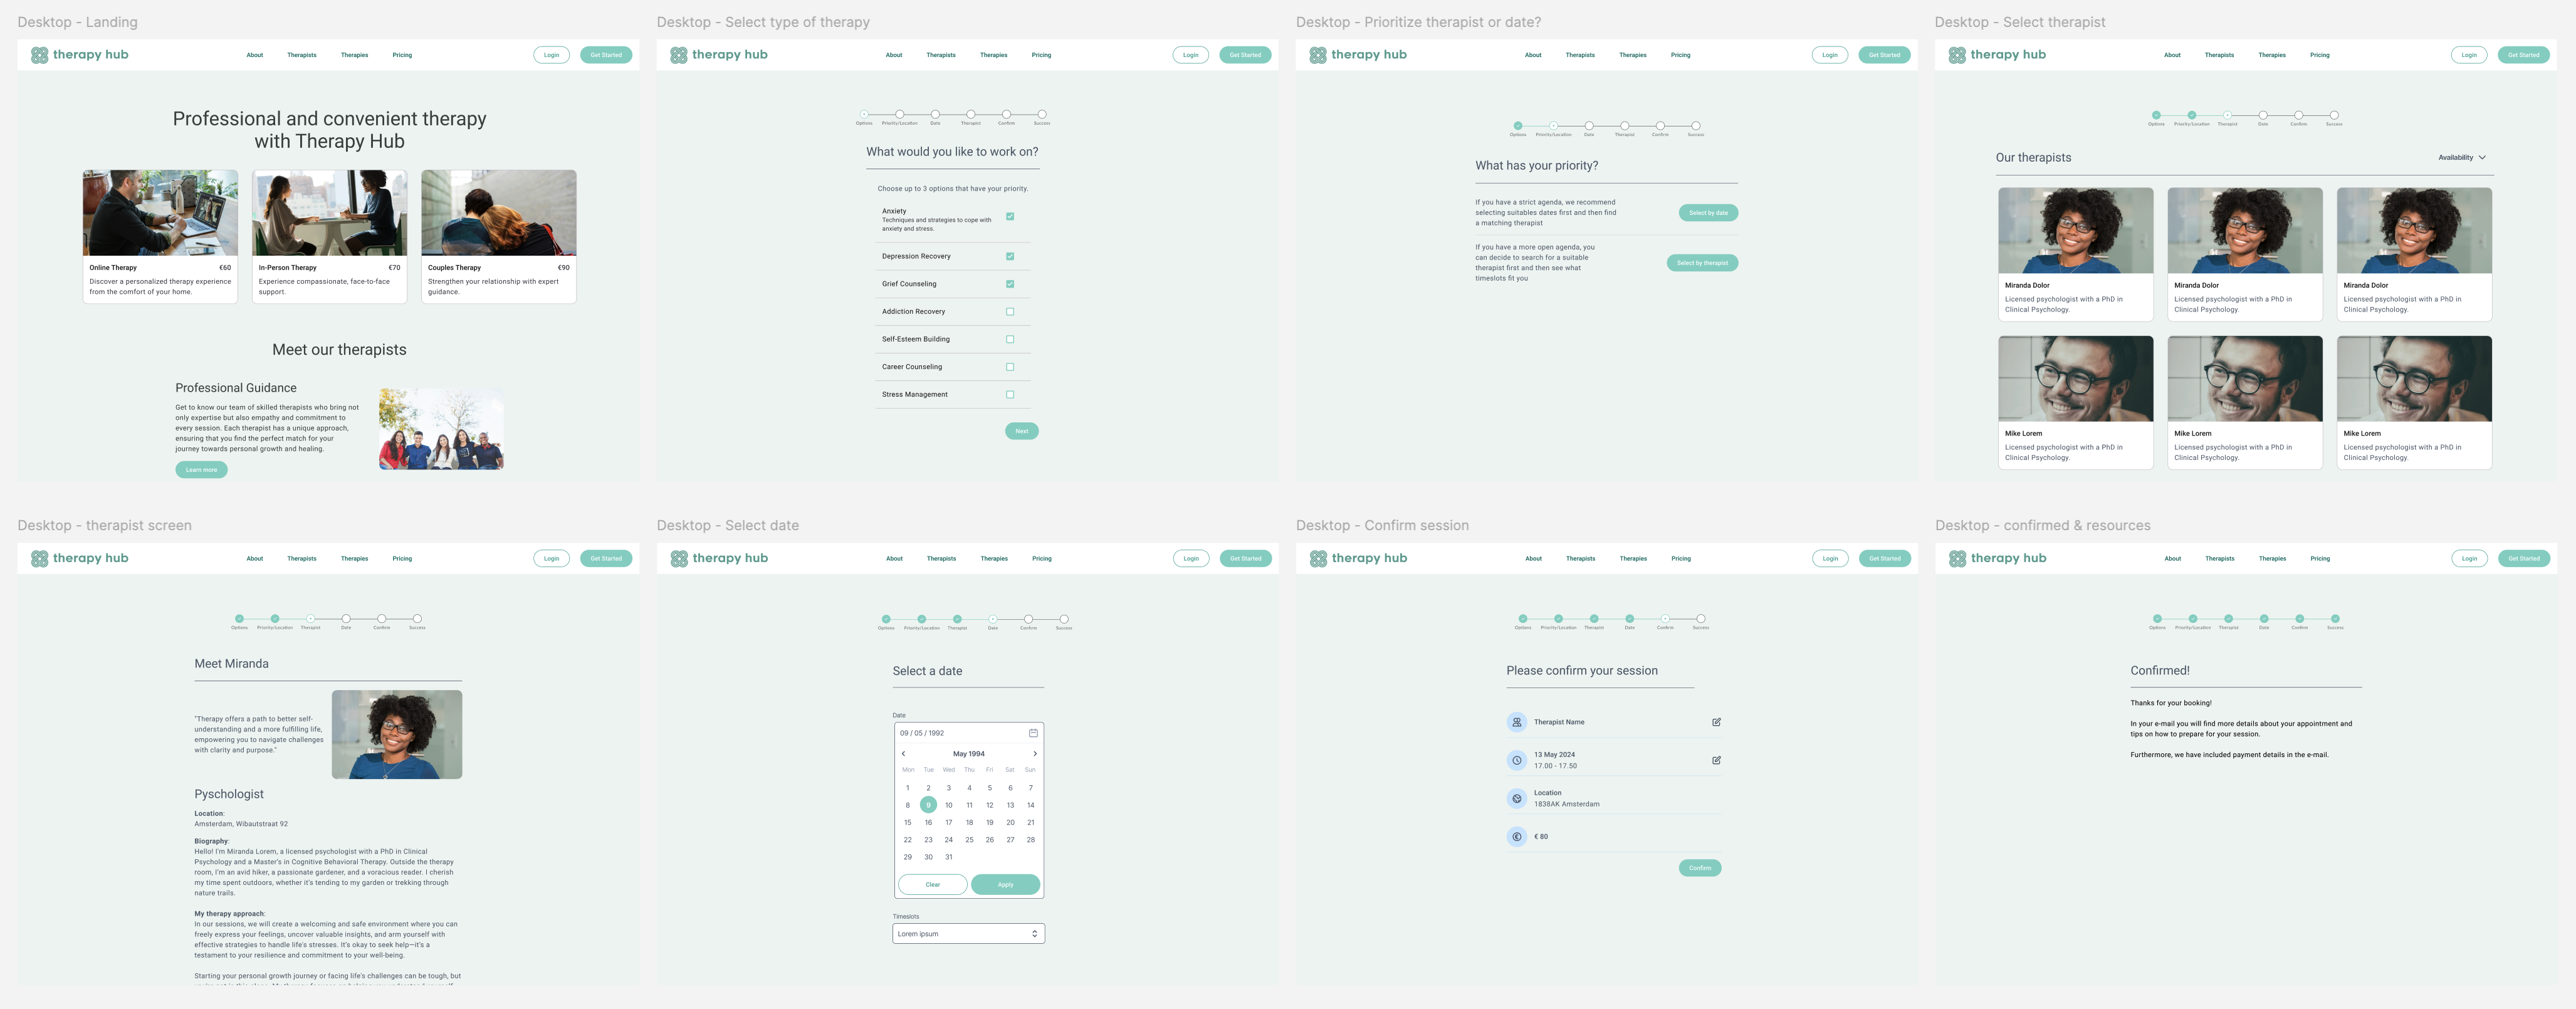 Desktop - Landing
therapy hub
About Therapists Therapies Pricing
Login Get Started
Professional and convenient therapy
with Therapy Hub
Online Therapy €60
Discover a personalized therapy experience
from the comfort of your home.
In-Person Therapy €70
Experience compassionate, face-to-face
support.
Couples Therapy €90
Strengthen your relationship with expert
guidance.
Meet our therapists
Professional Guidance
Get to know our team of skilled therapists who bring not
only expertise but also empathy and commitment to
every session. Each therapist has a unique approach,
ensuring that you find the perfect match for your
journey towards personal growth and healing.
Learn more
Desktop - Select type of therapy
therapy hub
About Therapists Therapies Pricing
Login Get Started
Options Priority/Location Date Therapist Confirm Success
What would you like to work on?
Choose up to 3 options that have your priority.
Anxiety
Techniques and strategies to cope with
anxiety and stress.
Depression Recovery
Grief Counseling
Addiction Recovery
Self-Esteem Building
Career Counseling
Stress Management
Next
Desktop - Prioritize therapist or date?
therapy hub
About Therapists Therapies Pricing
Login Get Started
Options Priority/Location Date Therapist Confirm Success
What has your priority?
If you have a strict agenda, we recommend
selecting suitables dates first and then find
a matching therapist
Select by date
If you have a more open agenda, you
can decide to search for a suitable
therapist first and then see what
timeslots fit you
Select by therapist
Desktop - Select therapist
therapy hub
About Therapists Therapies Pricing
Login Get Started
Options Priority/Location Therapist Date Confirm Success
Our therapists
Availability
Miranda Dolor
Licensed psychologist with a PhD in
Clinical Psychology.
Miranda Dolor
Licensed psychologist with a PhD in
Clinical Psychology.
Miranda Dolor
Licensed psychologist with a PhD in
Clinical Psychology.
Mike Lorem
Licensed psychologist with a PhD in
Clinical Psychology.
Mike Lorem
Licensed psychologist with a PhD in
Clinical Psychology.
Mike Lorem
Licensed psychologist with a PhD in
Clinical Psychology.
Desktop - therapist screen
therapy hub
About Therapists Therapies Pricing
Login Get Started
Options Priority/Location Therapist Date Confirm Success
Meet Miranda
"Therapy offers a path to better self-
understanding and a more fulfilling life,
empowering you to navigate challenges
with clarity and purpose."
Pyschologist
Location:
Amsterdam, Wibautstraat 92
Biography:
Hello! I'm Miranda Lorem, a licensed psychologist with a PhD in Clinical
Psychology and a Master's in Cognitive Behavioral Therapy. Outside the therapy
room, I'm an avid hiker, a passionate gardener, and a voracious reader. I cherish
my time spent outdoors, whether it's tending to my garden or trekking through
nature trails.
My therapy approach:
In our sessions, we will create a welcoming and safe environment where you can
freely express your feelings, uncover valuable insights, and arm yourself with
effective strategies to handle life's stresses. It's okay to seek help—it's a
testament to your resilience and commitment to your well-being.
Starting your personal growth journey or facing life's challenges can be tough, but
Desktop - Select date
therapy hub
About Therapists Therapies Pricing
Login Get Started
Options Priority/Location Therapist Date Confirm Success
Select a date
Date
09 / 05 / 1992
May 1994
Mon Tue Wed Thu Fri Sat Sun
1 2 3 4 5 6 7
8 9 10 11 12 13 14
15 16 17 18 19 20 21
22 23 24 25 26 27 28
29 30 31
Clear Apply
Timeslots
Lorem ipsum
Desktop - Confirm session
therapy hub
About Therapists Therapies Pricing
Login Get Started
Options Priority/Location Therapist Date Confirm Success
Please confirm your session
Therapist Name
13 May 2024
17.00 - 17.50
Location
1838AK Amsterdam
€ 80
Confirm
Desktop - confirmed & resources
therapy hub
About Therapists Therapies Pricing
Login Get Started
Options Priority/Location Therapist Date Confirm Success
Confirmed!
Thanks for your booking!
In your e-mail you will find more details about your appointment and
tips on how to prepare for your session.
Furthermore, we have included payment details in the e-mail.